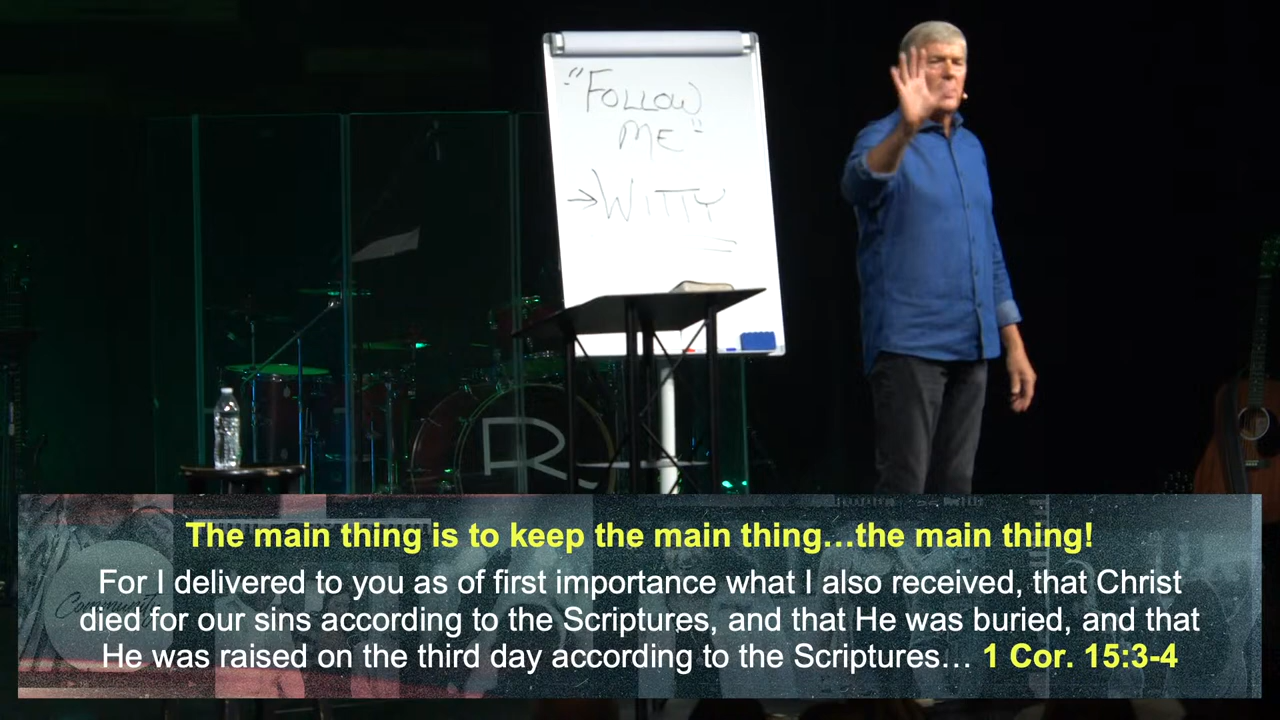 "FOLLOW
ME"
→WITTY
R
The main thing is to keep the main thing…the main thing!
For I delivered to you as of first importance what I also received, that Christ
died for our sins according to the Scriptures, and that He was buried, and that
He was raised on the third day according to the Scriptures… 1 Cor. 15:3-4